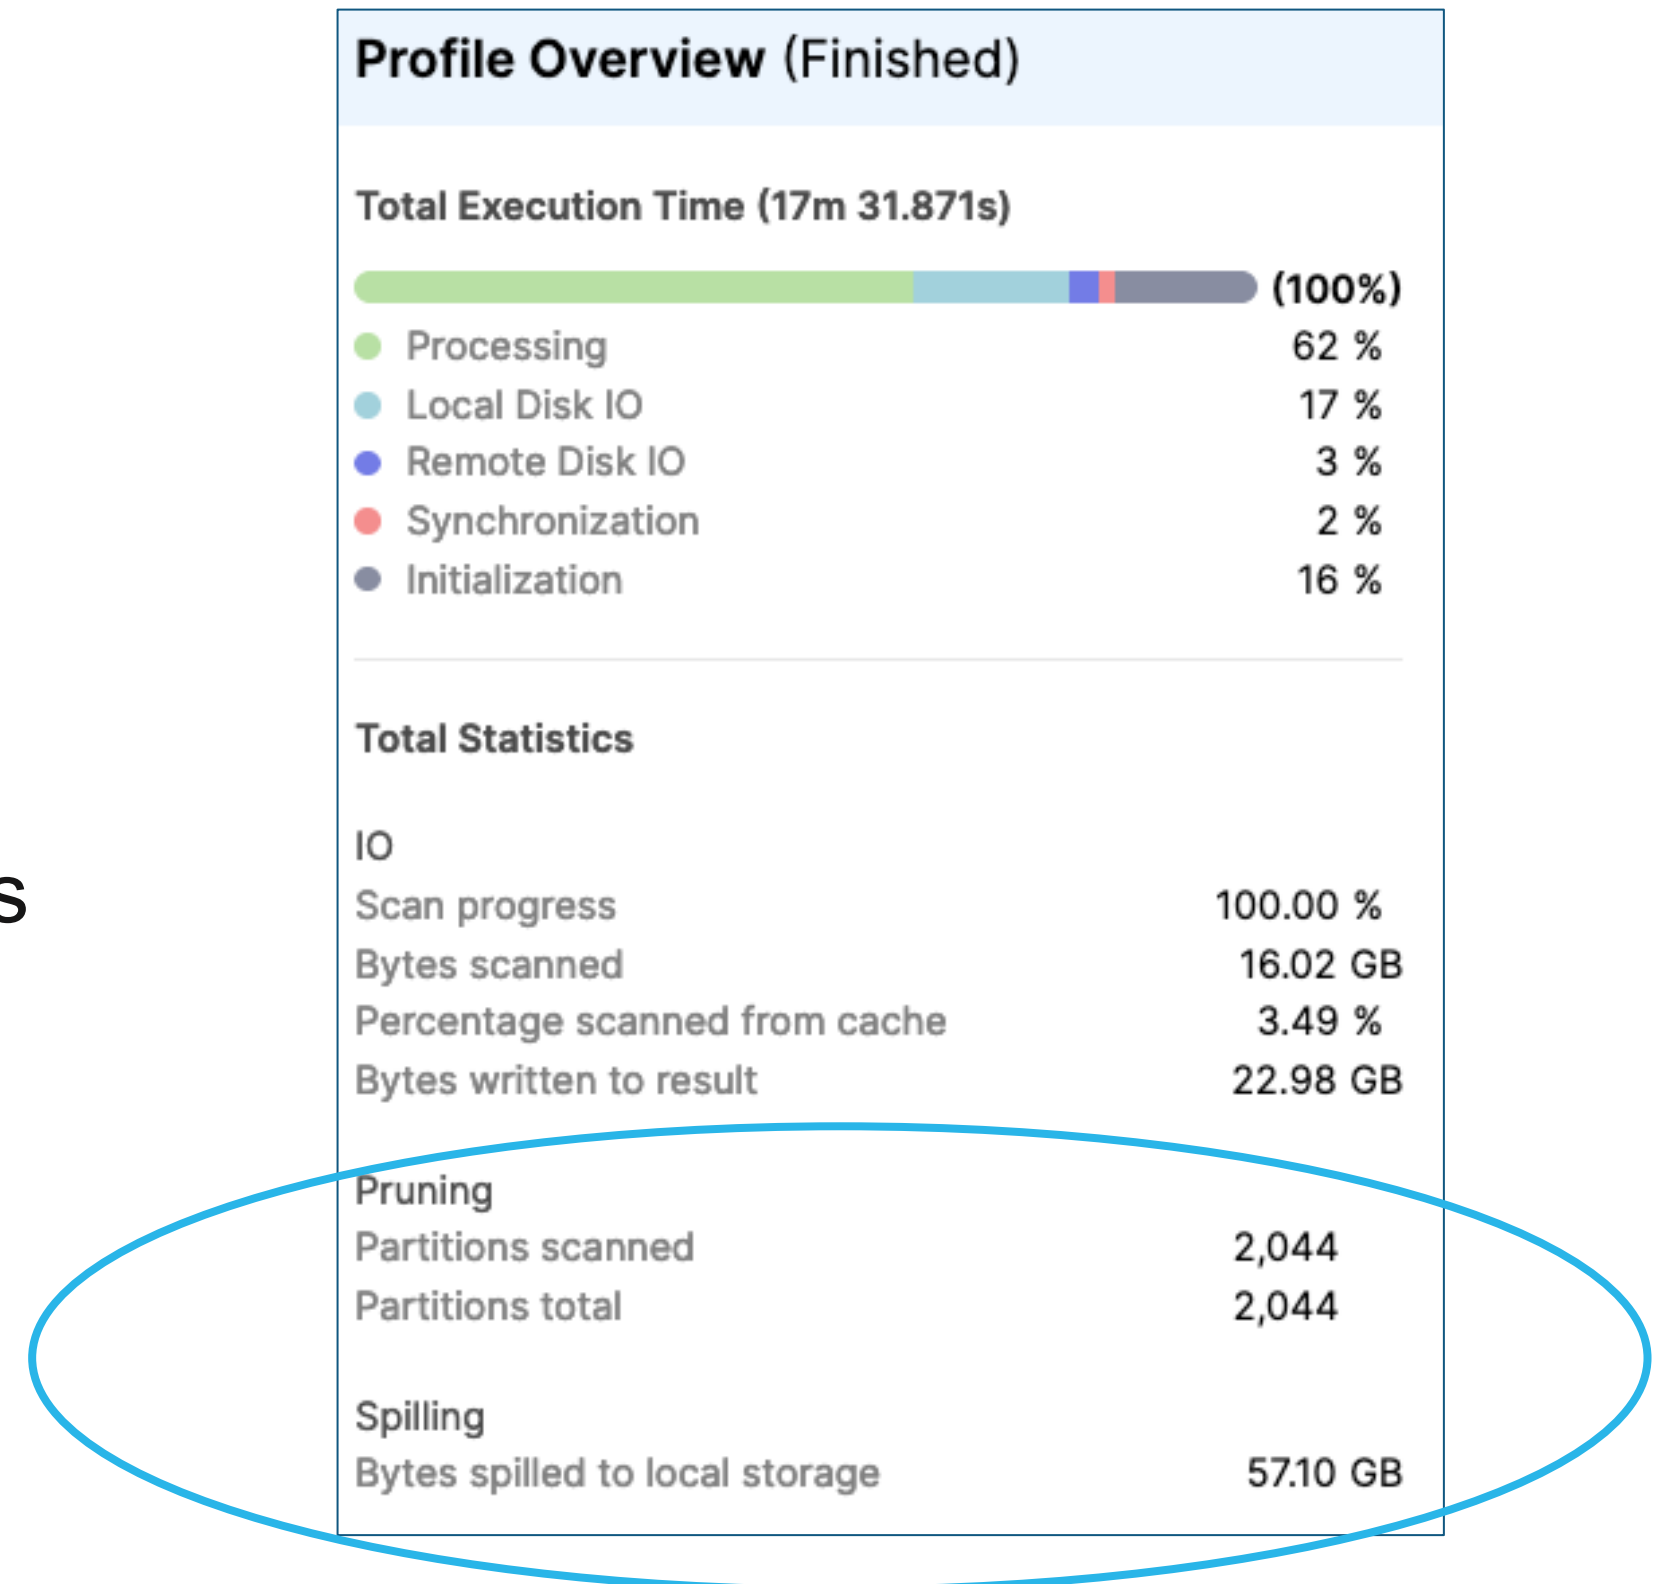 Profile Overview (Finished)
Total Execution Time (17m 31.871s)
(100%)
Processing 62 %
Local Disk IO 17 %
Remote Disk IO 3 %
Synchronization 2 %
Initialization 16 %
Total Statistics
IO
s
Scan progress 100.00 %
Bytes scanned 16.02 GB
Percentage scanned from cache 3.49 %
Bytes written to result 22.98 GB
Pruning
Partitions scanned 2,044
Partitions total 2,044
Spilling
Bytes spilled to local storage 57.10 GB